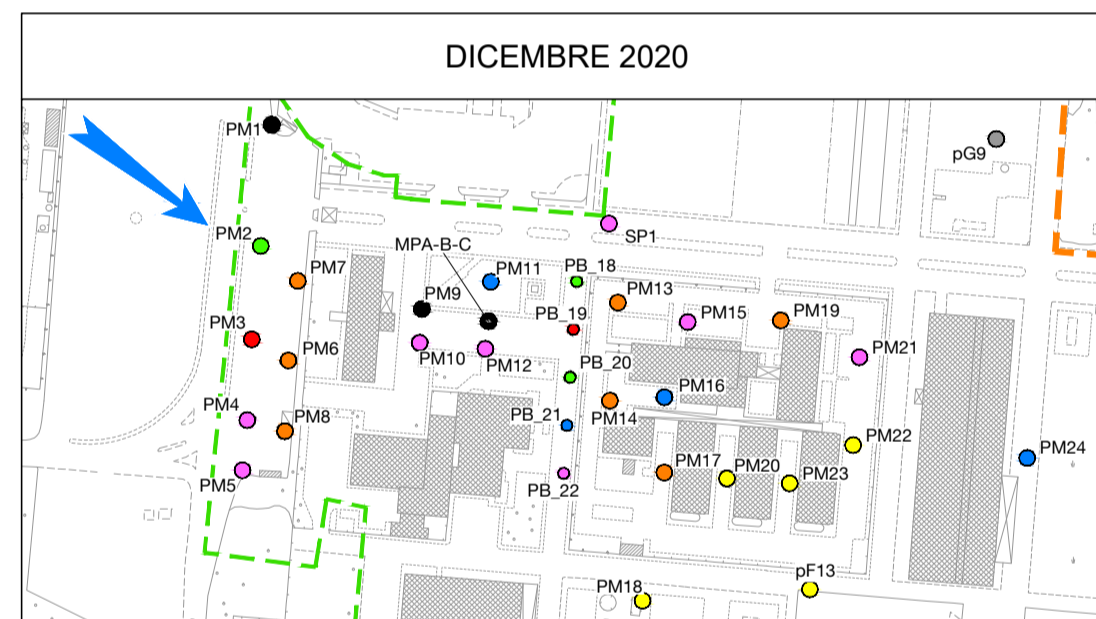 DICEMBRE 2020
PM1
pG9
PM2
SP1
MPA-B-C
PM7
PM11
PB_18
PM9
PM13
PM3
PB_19
PM15
PM19
PM6
PM10
PM12
PM21
PB_20
PM16
PM4
PM8
PB_21
PM14
PM22
PM24
PM5
PM17
PM20
PM23
PB_22
PM18
pF13